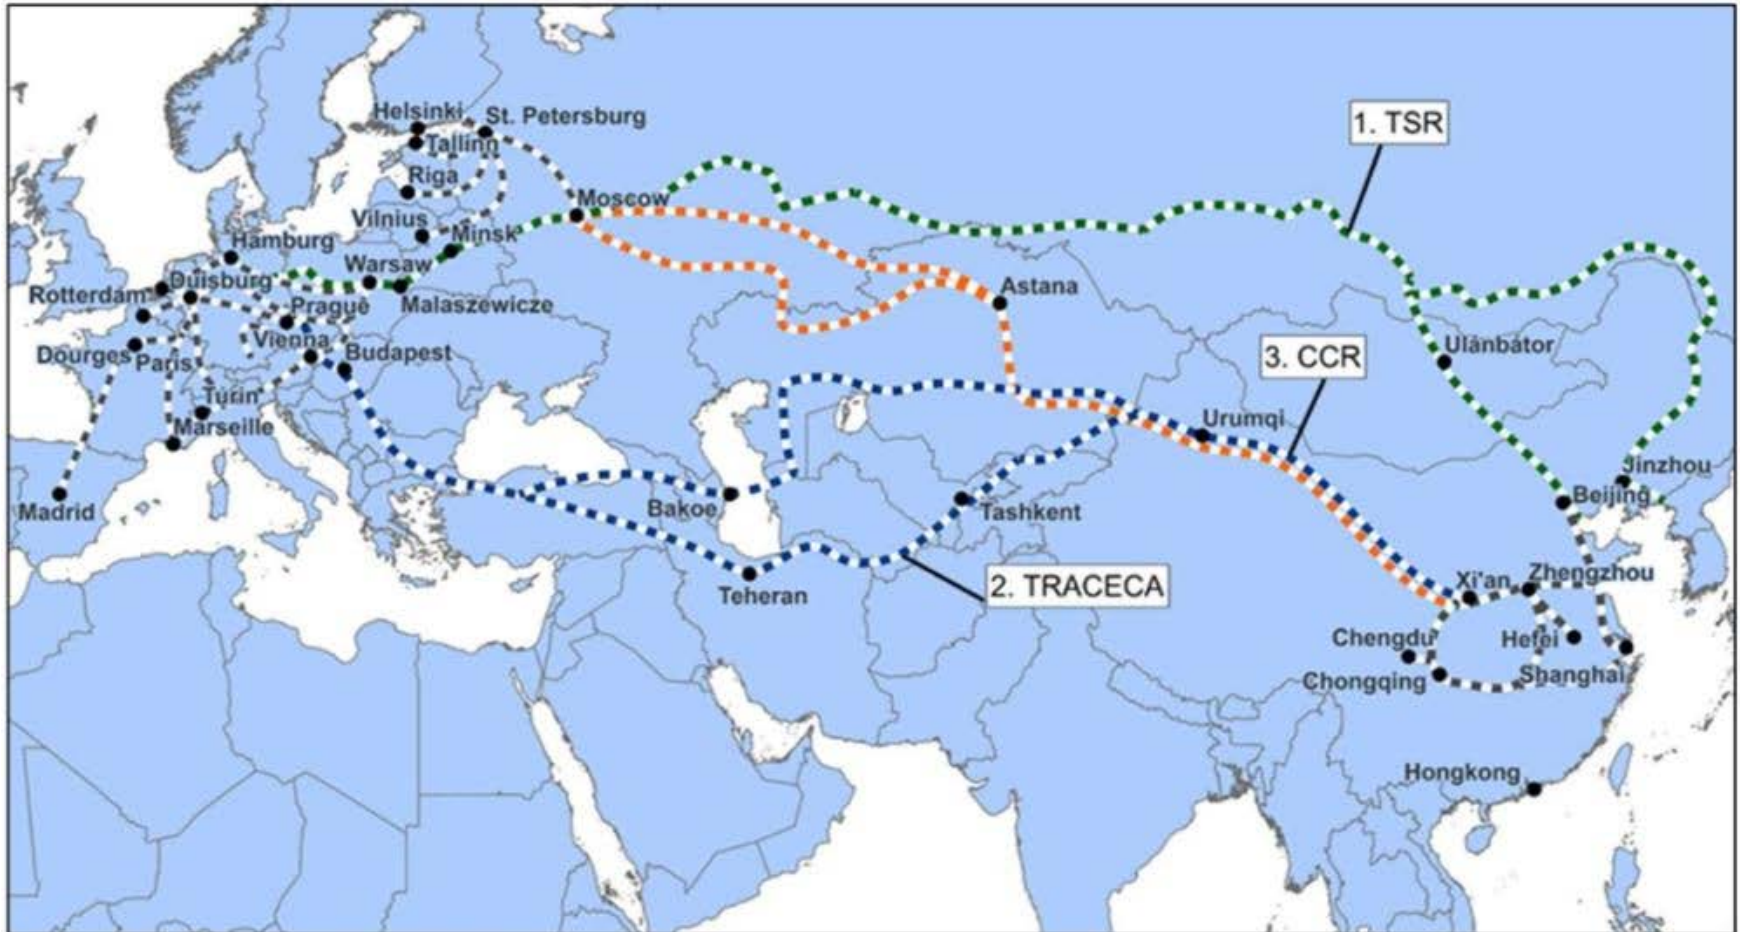 1. TSR
Helsinki
St. Petersburg
Tallinn
Riga
Moscow
Vilnius
Minsk
Hamburg
Warsaw
Duisburg
Rotterdam
Malaszewicze
Prague
Astana
Vienna
Budapest
Dourges
Paris
Ulãnbátor
3. CCR
Turin
Marseille
Urumqi
Jinzhou
Beijing
Madrid
Bakoe
Tashkent
2. TRACECA
Teheran
Xi'an
Zhengzhou
Chengdu
Hefei
Chongqing
Shanghai
Hongkong